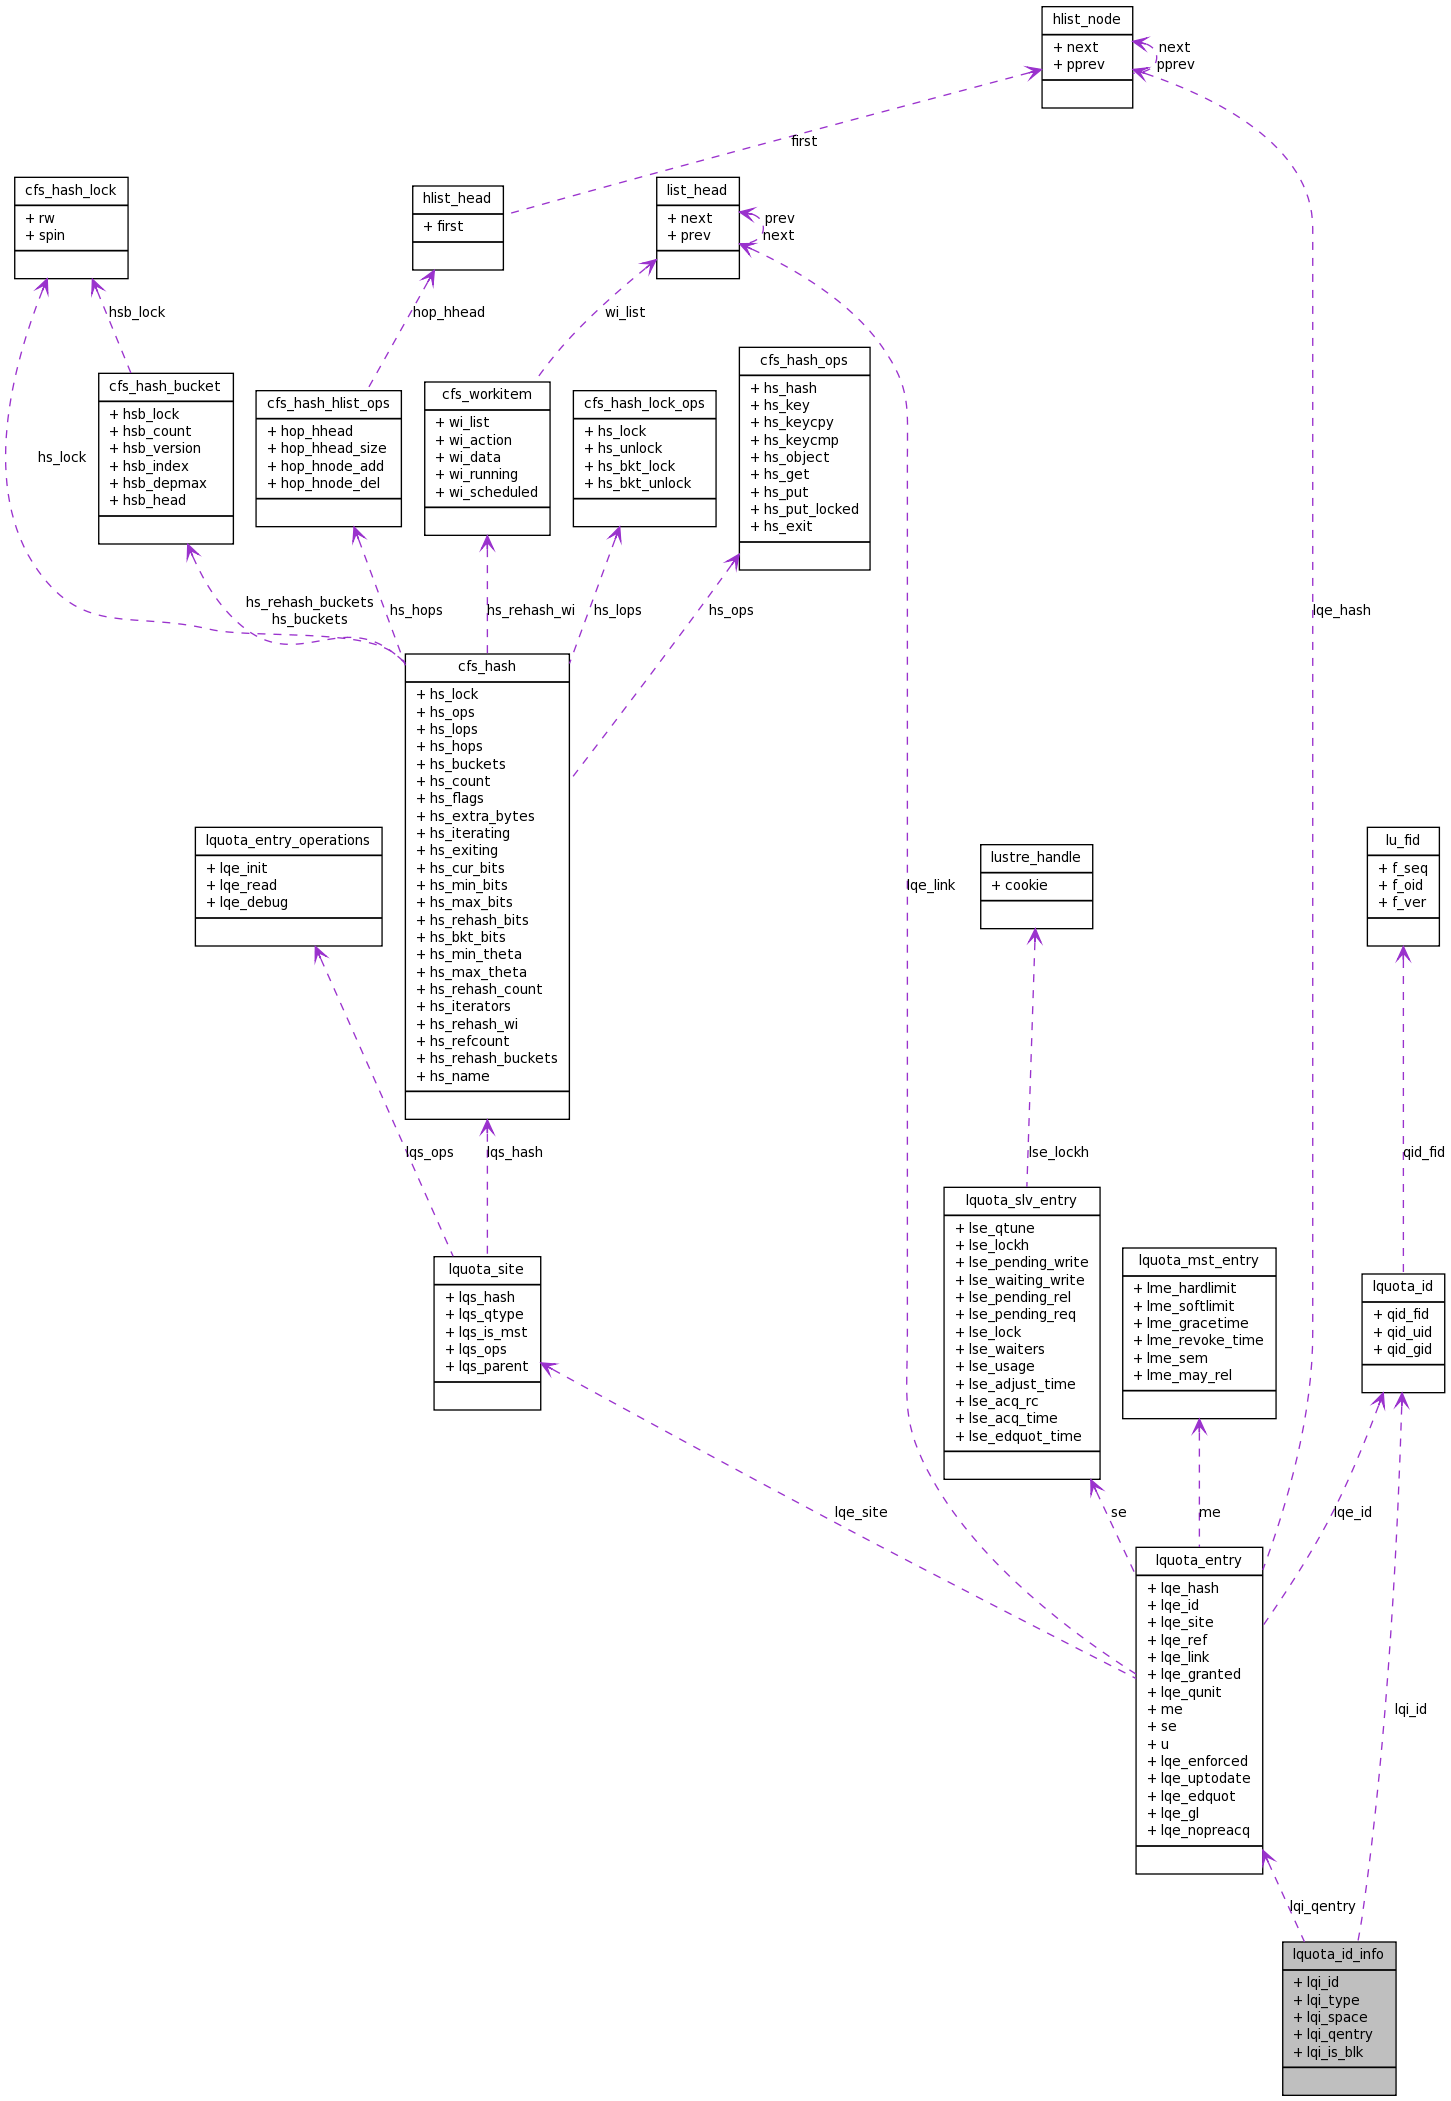 hlist_node
+ next
+ pprev
next
pprev
first
cfs_hash_lock
+ rw
+ spin
hlist_head
+ first
list_head
+ next
+ prev
prev
next
hsb_lock
hop_hhead
wi_list
cfs_hash_bucket
+ hsb_lock
+ hsb_count
+ hsb_version
+ hsb_index
+ hsb_depmax
+ hsb_head
cfs_hash_hlist_ops
+ hop_hhead
+ hop_hhead_size
+ hop_hnode_add
+ hop_hnode_del
cfs_workitem
+ wi_list
+ wi_action
+ wi_data
+ wi_running
+ wi_scheduled
cfs_hash_lock_ops
+ hs_lock
+ hs_unlock
+ hs_bkt_lock
+ hs_bkt_unlock
cfs_hash_ops
+ hs_hash
+ hs_key
+ hs_keycpy
+ hs_keycmp
+ hs_object
+ hs_get
+ hs_put
+ hs_put_locked
+ hs_exit
hs_lock
hs_rehash_buckets
hs_buckets
hs_hops
hs_rehash_wi
hs_lops
hs_ops
lqe_hash
cfs_hash
+ hs_lock
+ hs_ops
+ hs_lops
+ hs_hops
+ hs_buckets
+ hs_count
+ hs_flags
+ hs_extra_bytes
+ hs_iterating
+ hs_exiting
+ hs_cur_bits
+ hs_min_bits
+ hs_max_bits
+ hs_rehash_bits
+ hs_bkt_bits
+ hs_min_theta
+ hs_max_theta
+ hs_rehash_count
+ hs_iterators
+ hs_rehash_wi
+ hs_refcount
+ hs_rehash_buckets
+ hs_name
lquota_entry_operations
+ lqe_init
+ lqe_read
+ lqe_debug
lqe_link
lustre_handle
+ cookie
lu_fid
+ f_seq
+ f_oid
+ f_ver
lqs_ops
lqs_hash
lse_lockh
qid_fid
lquota_site
+ lqs_hash
+ lqs_qtype
+ lqs_is_mst
+ lqs_ops
+ lqs_parent
lquota_slv_entry
+ lse_qtune
+ lse_lockh
+ lse_pending_write
+ lse_waiting_write
+ lse_pending_rel
+ lse_pending_req
+ lse_lock
+ lse_waiters
+ lse_usage
+ lse_adjust_time
+ lse_acq_rc
+ lse_acq_time
+ lse_edquot_time
lquota_mst_entry
+ lme_hardlimit
+ lme_softlimit
+ lme_gracetime
+ lme_revoke_time
+ lme_sem
+ lme_may_rel
lquota_id
+ qid_fid
+ qid_uid
+ qid_gid
lqe_site
se
me
lqe_id
lquota_entry
+ lqe_hash
+ lqe_id
+ lqe_site
+ lqe_ref
+ lqe_link
+ lqe_granted
+ lqe_qunit
+ me
+ se
+ u
+ lqe_enforced
+ lqe_uptodate
+ lqe_edquot
+ lqe_gl
+ lqe_nopreacq
lqi_id
lqi_qentry
lquota_id_info
+ lqi_id
+ lqi_type
+ lqi_space
+ lqi_qentry
+ lqi_is_blk